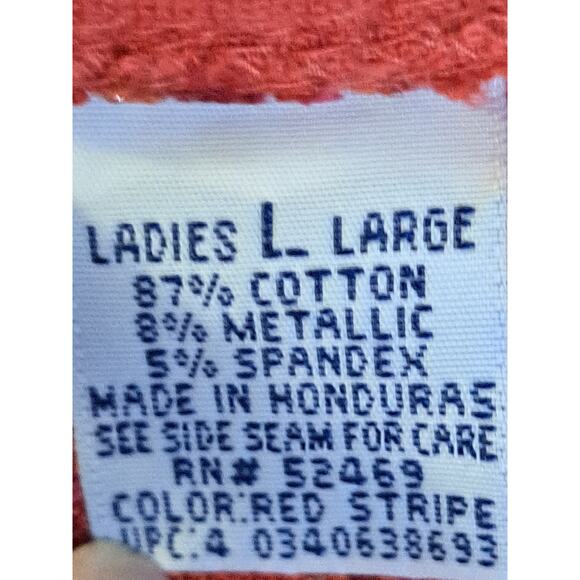 LADIES L LARGE
87% COTTON
8% METALLIC
5% SPANDEX
MADE IN HONDURAS
SEE SIDE SEAM FOR CARE
RN# 52469
COLOR:RED STRIPE
UPC:4 0340638693